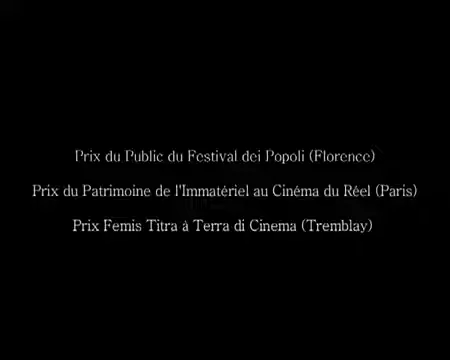 Prix du Public du Festival dei Popoli (Florence)
Prix du Patrimoine de l'Immatériel au Cinéma du Réel (Paris)
Prix Femis Titra à Terra di Cinema (Tremblay)